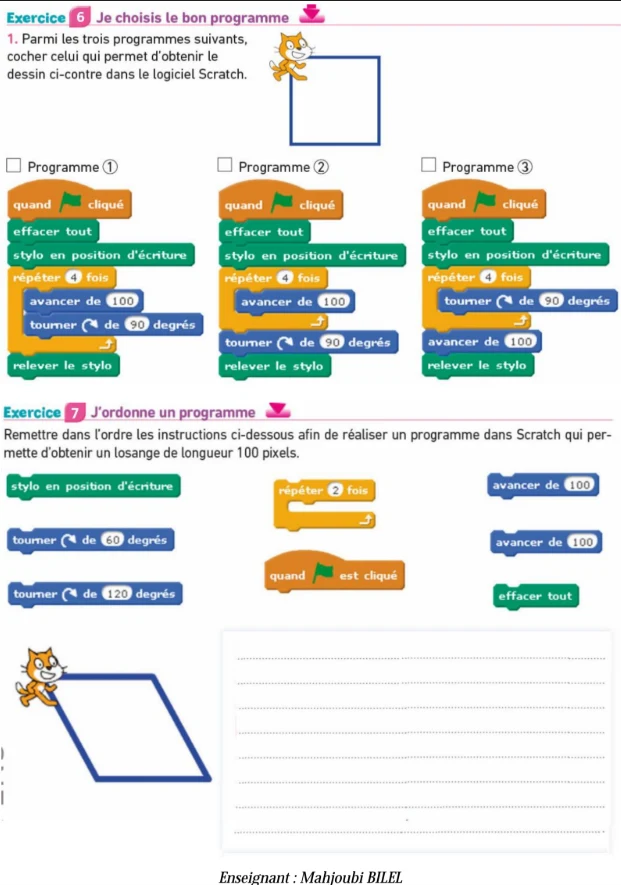 Exercice 6 Je choisis le bon programme
1. Parmi les trois programmes suivants,
cocher celui qui permet d'obtenir le
dessin ci-contre dans le logiciel Scratch.
Programme 1
quand cliqué
effacer tout
stylo en position d'écriture
répéter 4 fois
avancer de 100
tourner de 90 degrés
relever le stylo
Programme 2
quand cliqué
effacer tout
stylo en position d'écriture
répéter 4 fois
avancer de 100
tourner de 90 degrés
relever le stylo
Programme 3
quand cliqué
effacer tout
stylo en position d'écriture
répéter 4 fois
tourner de 90 degrés
avancer de 100
relever le stylo
Exercice 7 J'ordonne un programme
Remettre dans l'ordre les instructions ci-dessous afin de réaliser un programme dans Scratch qui per-
mette d'obtenir un losange de longueur 100 pixels.
stylo en position d'écriture
répéter 2 fois
avancer de 100
tourner de 60 degrés
avancer de 100
quand est cliqué
tourner de 120 degrés
effacer tout
Enseignant : Mahjoubi BILEL